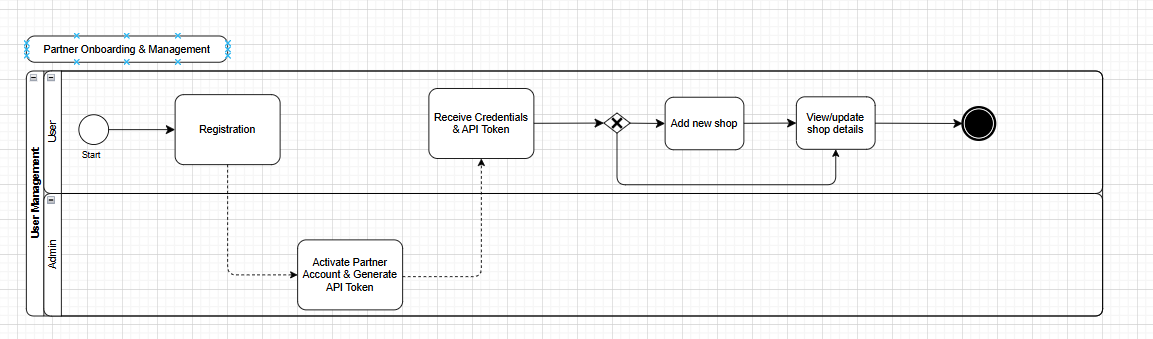 Partner Onboarding & Management
User Management
User
Start
Registration
Receive Credentials
& API Token
Add new shop
View/update
shop details
Admin
Activate Partner
Account & Generate
API Token